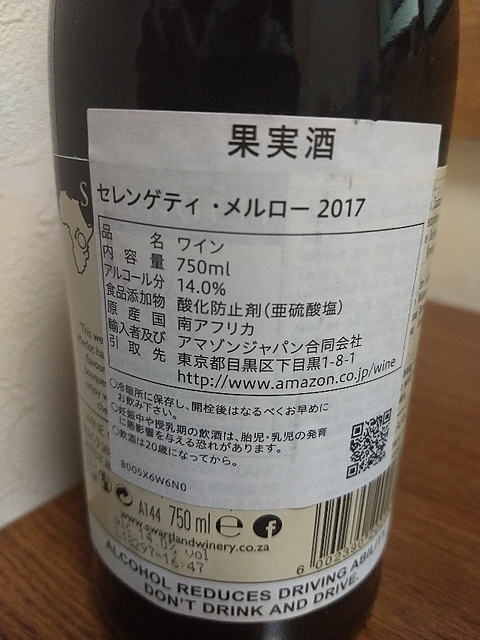 果実酒
S
セレンゲティ・メルロー 2017
品名 ワイン
内容量 750ml
アルコール分 14.0%
食品添加物 酸化防止剤(亜硫酸塩)
原産国 南アフリカ
輸入者及び アマゾンジャパン合同会社
引取先 東京都目黒区下目黒1-8-1
http://www.amazon.co.jp/wine
○冷暗所に保存し、開栓後はなるべくお早めに
お飲み下さい。
○妊娠中や授乳期の飲酒は、胎児・乳児の発育
に悪影響を与える恐れがあります。
○飲酒は20歳になってから。
B005X6W6N0
This we
A144 750 ml e f
www.swartlandwinery.co.za
14.0% vol
16:47
ALCOHOL REDUCES DRIVING ABILITY
DON'T DRINK AND DRIVE.